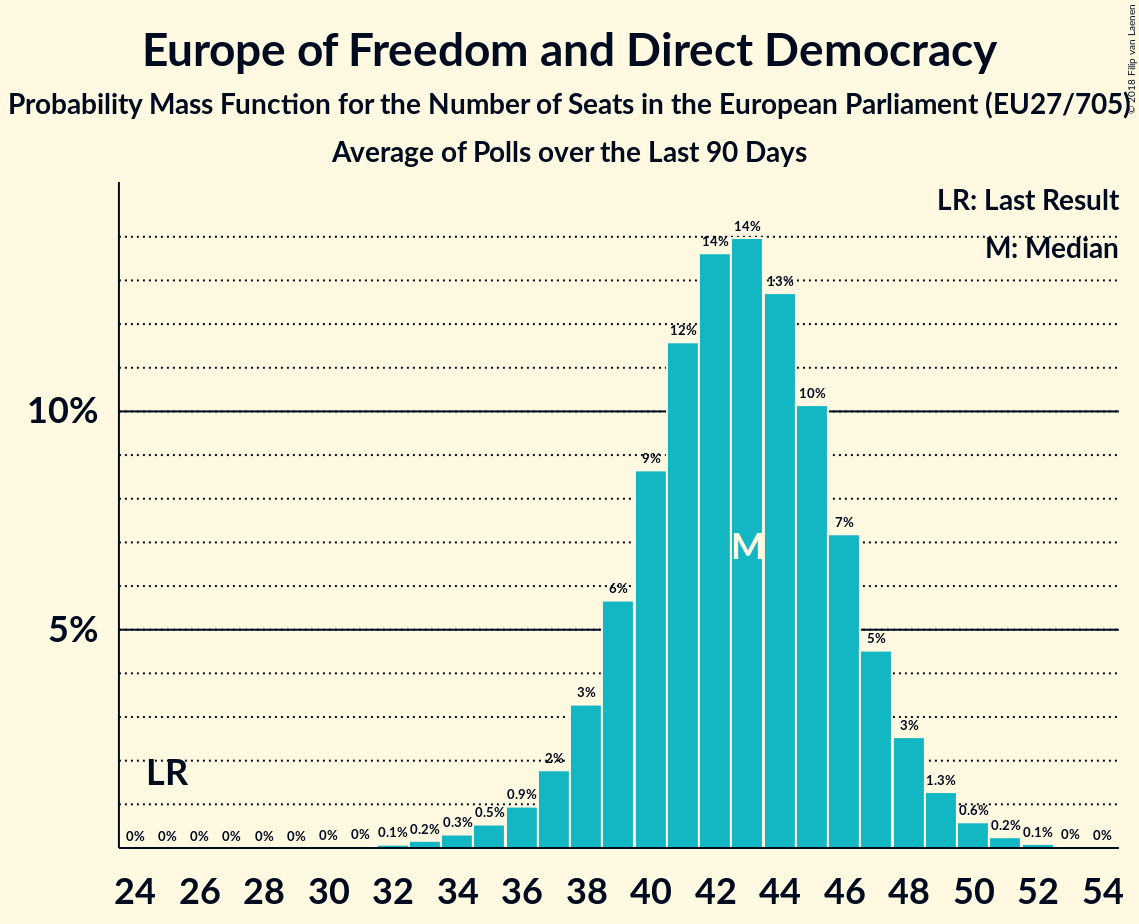 Europe of Freedom and Direct Democracy
Probability Mass Function for the Number of Seats in the European Parliament (EU27/705)
Average of Polls over the Last 90 Days
© 2018 Filip van Laenen
LR: Last Result
M: Median
10%
5%
LR
M
0% 0% 0% 0% 0% 0% 0% 0% 0.1% 0.2% 0.3% 0.5% 0.9% 2% 3% 6% 9% 12% 14% 14% 13% 10% 7% 5% 3% 1.3% 0.6% 0.2% 0.1% 0% 0%
24 26 28 30 32 34 36 38 40 42 44 46 48 50 52 54